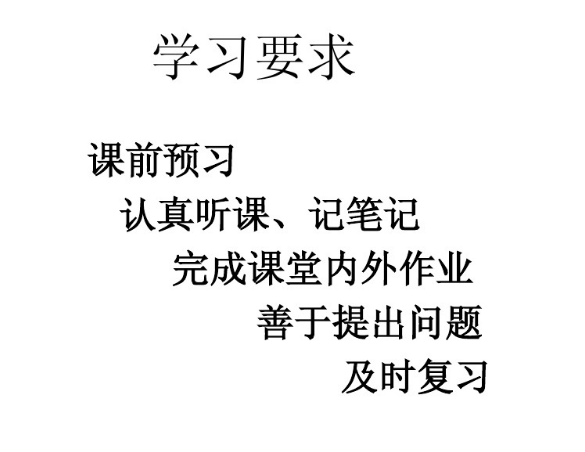 学习要求
课前预习
认真听课、记笔记
完成课堂内外作业
善于提出问题
及时复习